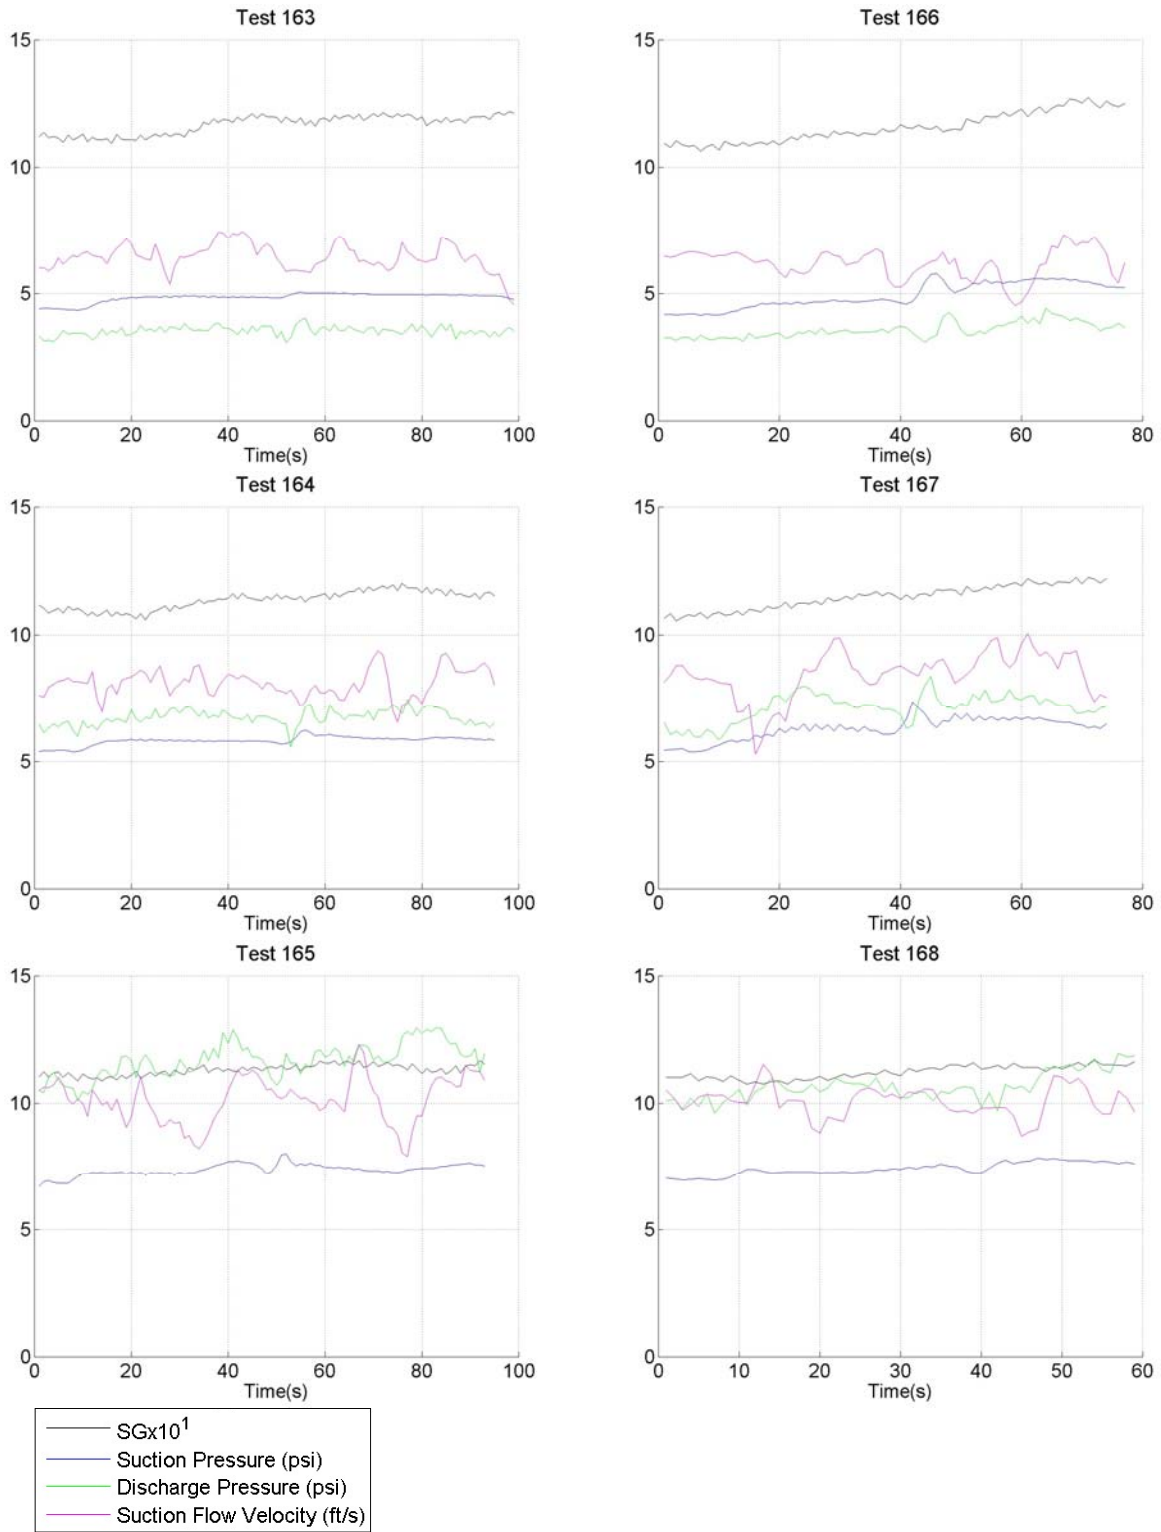 Test 163
15
10
5
0
0 20 40 60 80 100
Time(s)
Test 166
15
10
5
0
0 20 40 60 80
Time(s)
Test 164
15
10
5
0
0 20 40 60 80 100
Time(s)
Test 167
15
10
5
0
0 20 40 60 80
Time(s)
Test 165
15
10
5
0
0 20 40 60 80 100
Time(s)
Test 168
15
10
5
0
0 10 20 30 40 50 60
Time(s)
SGx10¹
Suction Pressure (psi)
Discharge Pressure (psi)
Suction Flow Velocity (ft/s)